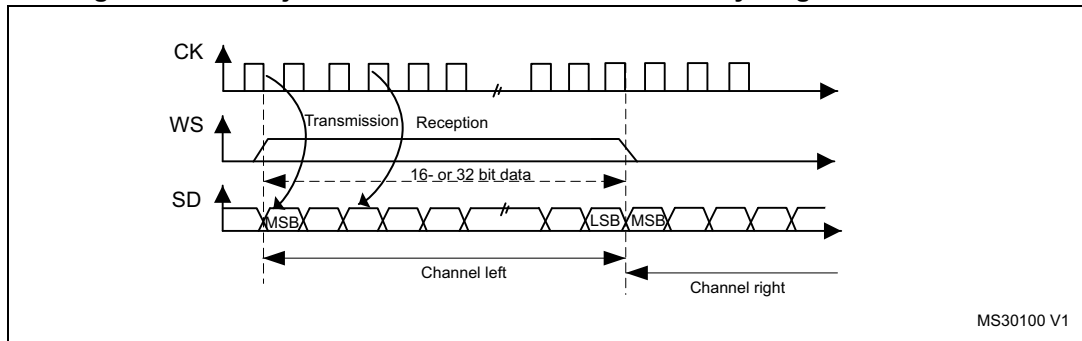 CK
Transmission
Reception
WS
16- or 32 bit data
SD
MSB
LSB
MSB
Channel left
Channel right
MS30100 V1